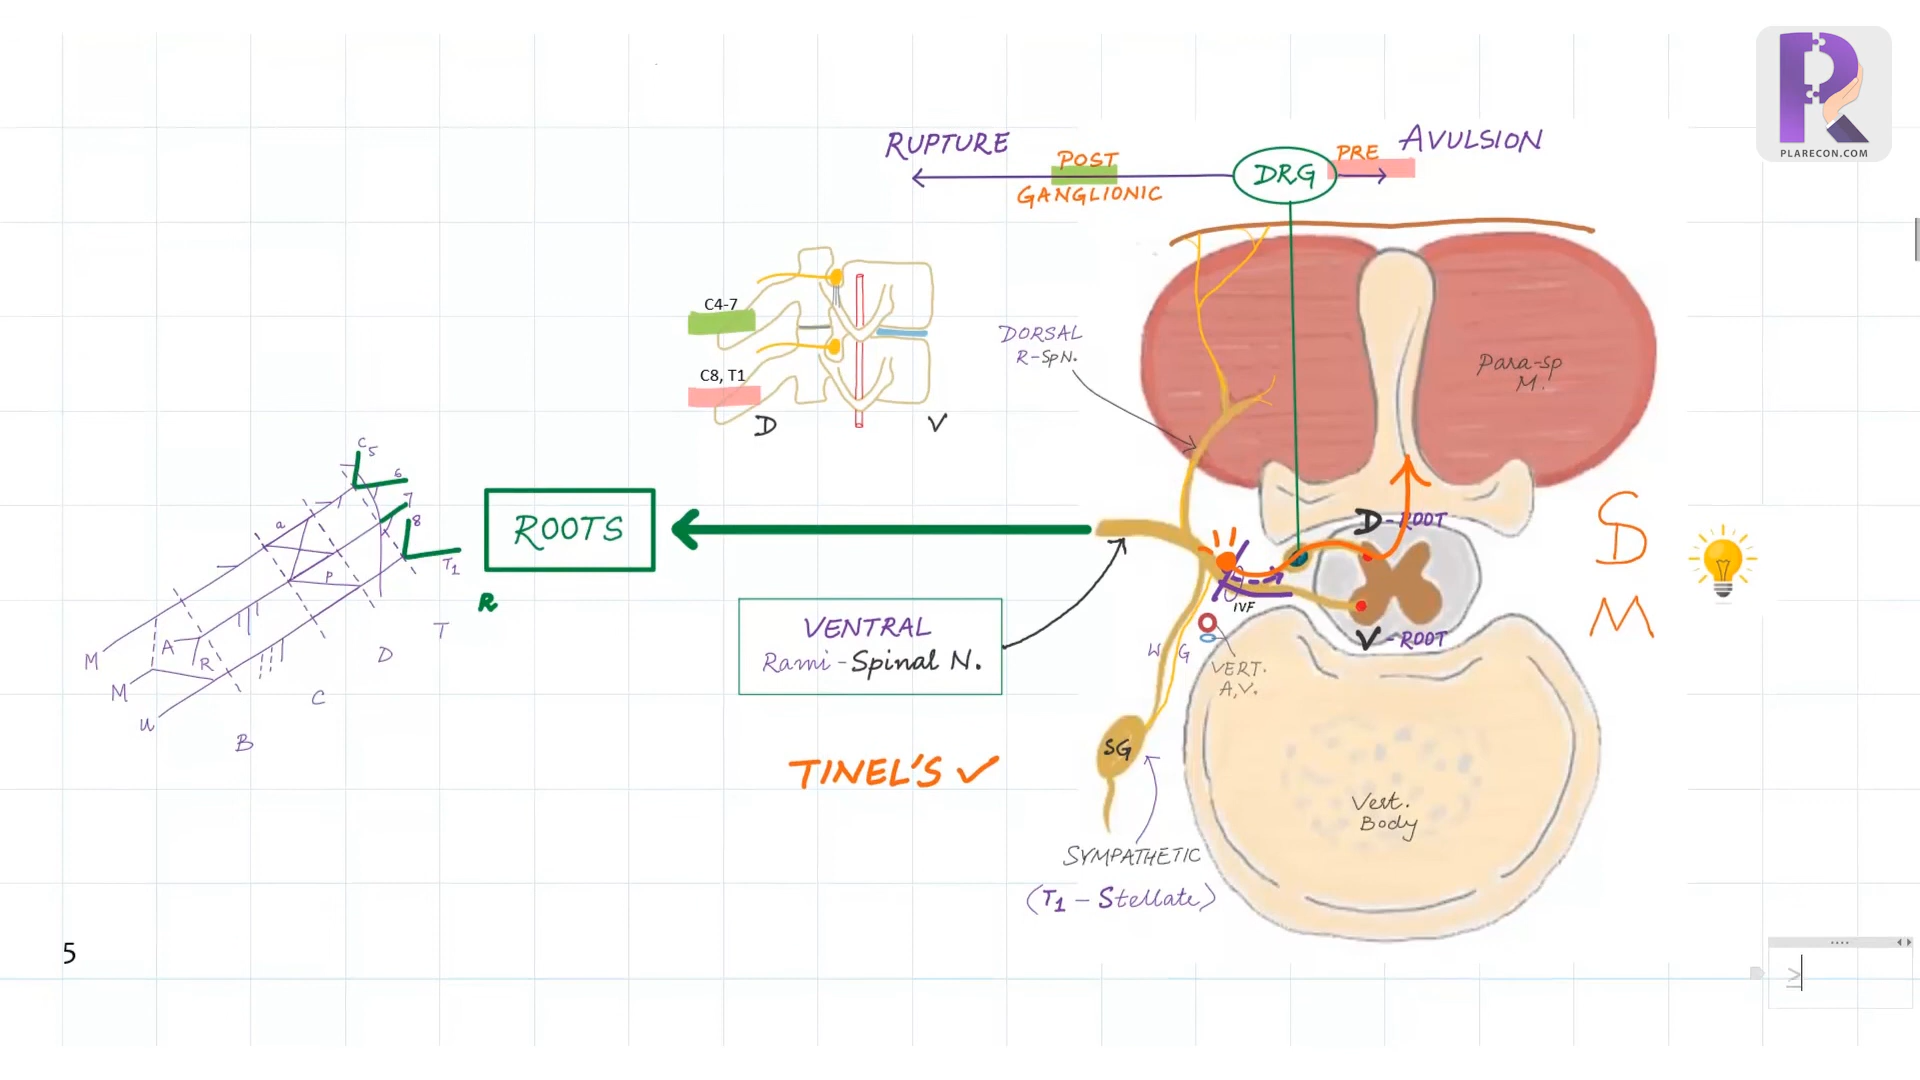 PLARECON.COM
RUPTURE
POST
GANGLIONIC
DRG
PRE
AVULSION
C4-7
C8, T1
D
V
DORSAL
R-SpN.
Para-sp
M.
C5
6
7
8
T1
a
P
M
A
R
M
U
B
C
D
T
ROOTS
R
VENTRAL
Rami - Spinal N.
TINEL'S ✓
D - ROOT
V - ROOT
IVF
W G
VERT.
A,V.
SG
SYMPATHETIC
(T1 - Stellate)
Vert.
Body
S
D
M
5
>